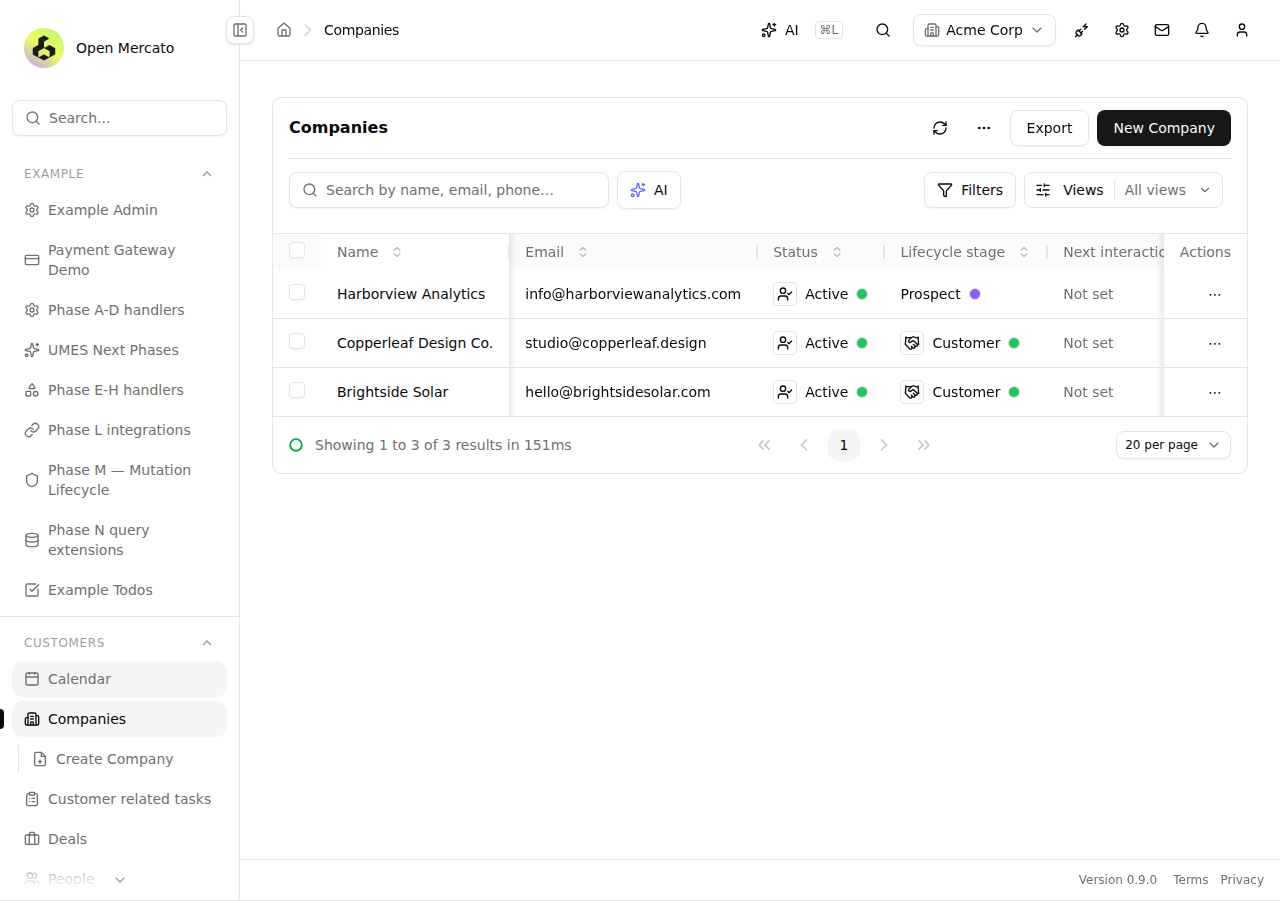 Open Mercato
Companies
AI
⌘L
Acme Corp
Search...
EXAMPLE
Example Admin
Payment Gateway
Demo
Phase A-D handlers
UMES Next Phases
Phase E-H handlers
Phase L integrations
Phase M — Mutation
Lifecycle
Phase N query
extensions
Example Todos
CUSTOMERS
Calendar
Companies
Create Company
Customer related tasks
Deals
People
Companies
Export
New Company
Search by name, email, phone…
AI
Filters
Views
All views
Name
Email
Status
Lifecycle stage
Next interactio
Actions
Harborview Analytics
info@harborviewanalytics.com
Active
Prospect
Not set
Copperleaf Design Co.
studio@copperleaf.design
Active
Customer
Not set
Brightside Solar
hello@brightsidesolar.com
Active
Customer
Not set
Showing 1 to 3 of 3 results in 151ms
1
20 per page
Version 0.9.0
Terms
Privacy